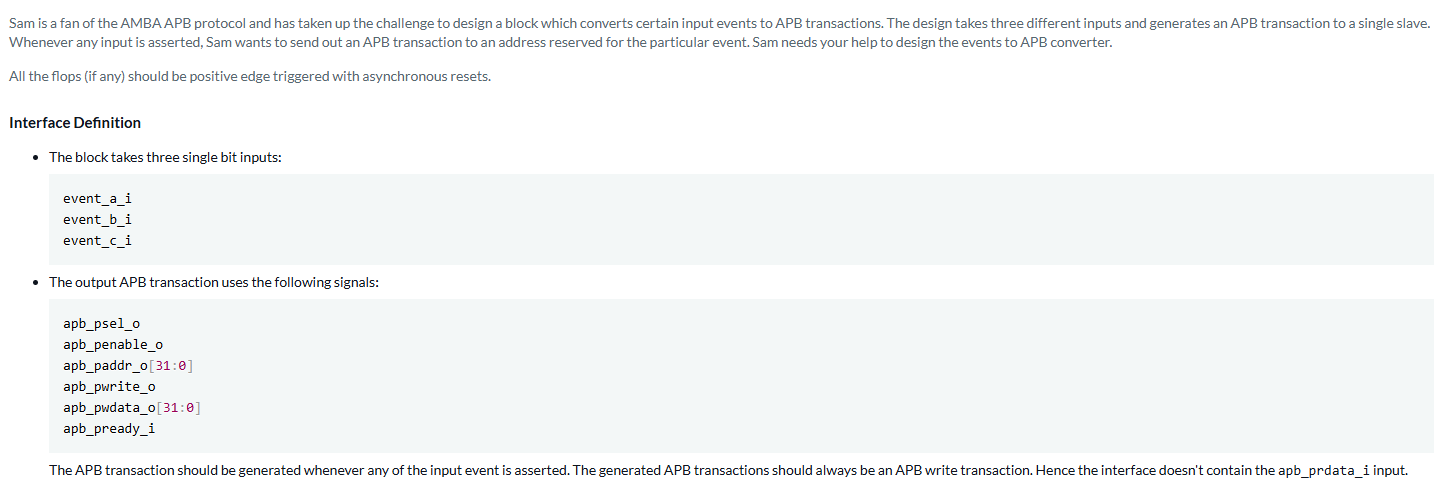 Sam is a fan of the AMBA APB protocol and has taken up the challenge to design a block which converts certain input events to APB transactions. The design takes three different inputs and generates an APB transaction to a single slave.
Whenever any input is asserted, Sam wants to send out an APB transaction to an address reserved for the particular event. Sam needs your help to design the events to APB converter.
All the flops (if any) should be positive edge triggered with asynchronous resets.
Interface Definition
• The block takes three single bit inputs:
event_a_i
event_b_i
event_c_i
• The output APB transaction uses the following signals:
apb_psel_o
apb_penable_o
apb_paddr_o[31:0]
apb_pwrite_o
apb_pwdata_o[31:0]
apb_pready_i
The APB transaction should be generated whenever any of the input event is asserted. The generated APB transactions should always be an APB write transaction. Hence the interface doesn't contain the apb_prdata_i input.